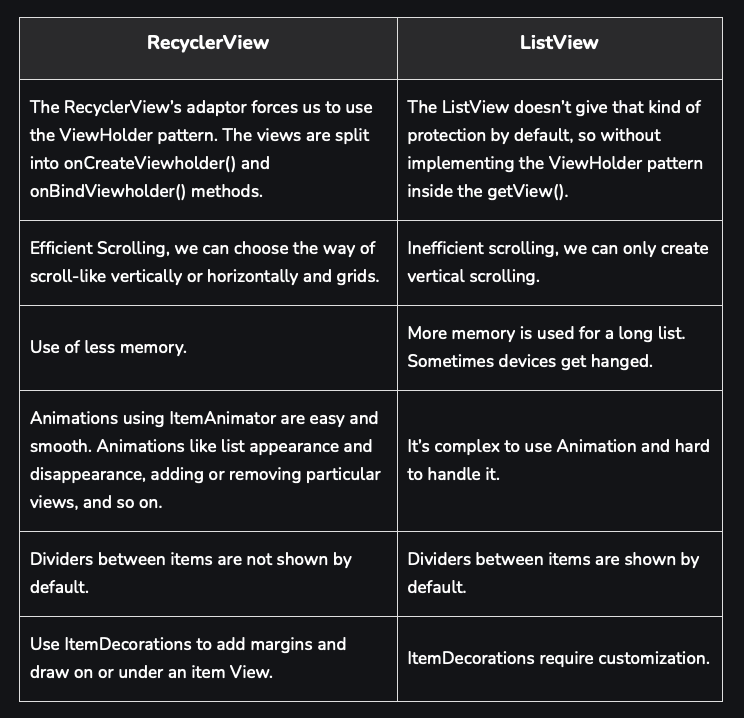 RecyclerView
ListView
The RecyclerView's adaptor forces us to use
the ViewHolder pattern. The views are split
into onCreateViewholder() and
onBindViewholder() methods.
The ListView doesn't give that kind of
protection by default, so without
implementing the ViewHolder pattern
inside the getView().
Efficient Scrolling, we can choose the way of
scroll-like vertically or horizontally and grids.
Inefficient scrolling, we can only create
vertical scrolling.
Use of less memory.
More memory is used for a long list.
Sometimes devices get hanged.
Animations using ItemAnimator are easy and
smooth. Animations like list appearance and
disappearance, adding or removing particular
views, and so on.
It's complex to use Animation and hard
to handle it.
Dividers between items are not shown by
default.
Dividers between items are shown by
default.
Use ItemDecorations to add margins and
draw on or under an item View.
ItemDecorations require customization.